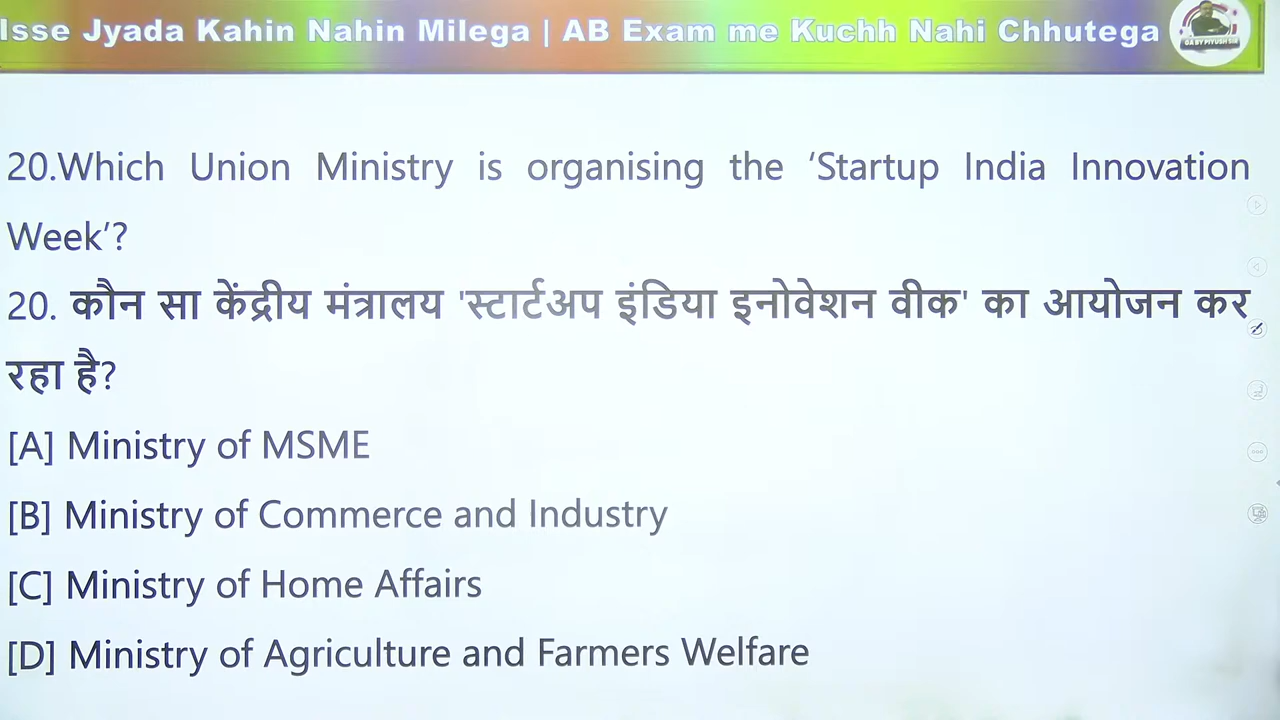 Isse Jyada Kahin Nahin Milega | AB Exam me Kuchh Nahi Chhutega
20.Which Union Ministry is organising the ‘Startup India Innovation
Week’?
20. कौन सा केंद्रीय मंत्रालय 'स्टार्टअप इंडिया इनोवेशन वीक' का आयोजन कर
रहा है?
[A] Ministry of MSME
[B] Ministry of Commerce and Industry
[C] Ministry of Home Affairs
[D] Ministry of Agriculture and Farmers Welfare